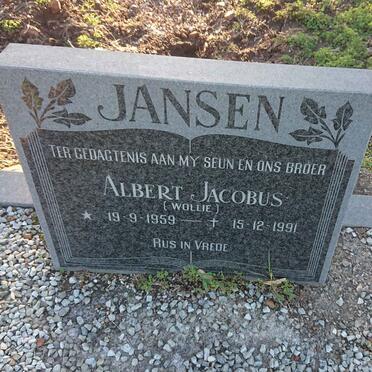 JANSEN
TER GEDAGTENIS AAN MY SEUN EN ONS BROER
ALBERT JACOBUS
(WOLLIE)
★ 19-9-1959 — ✝ 15-12-1991
RUS IN VREDE